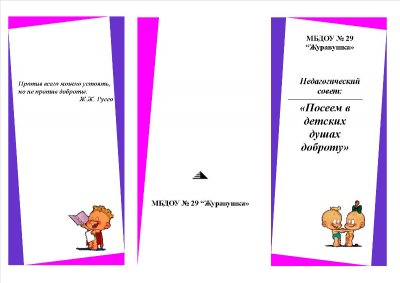 Против всего можно устоять,
но не против доброты.
Ж.Ж. Руссо
МБДОУ № 29 “Журавушка»
МБДОУ № 29
“Журавушка»
Педагогический
совет:
«Посеем в
детских
душах
доброту»